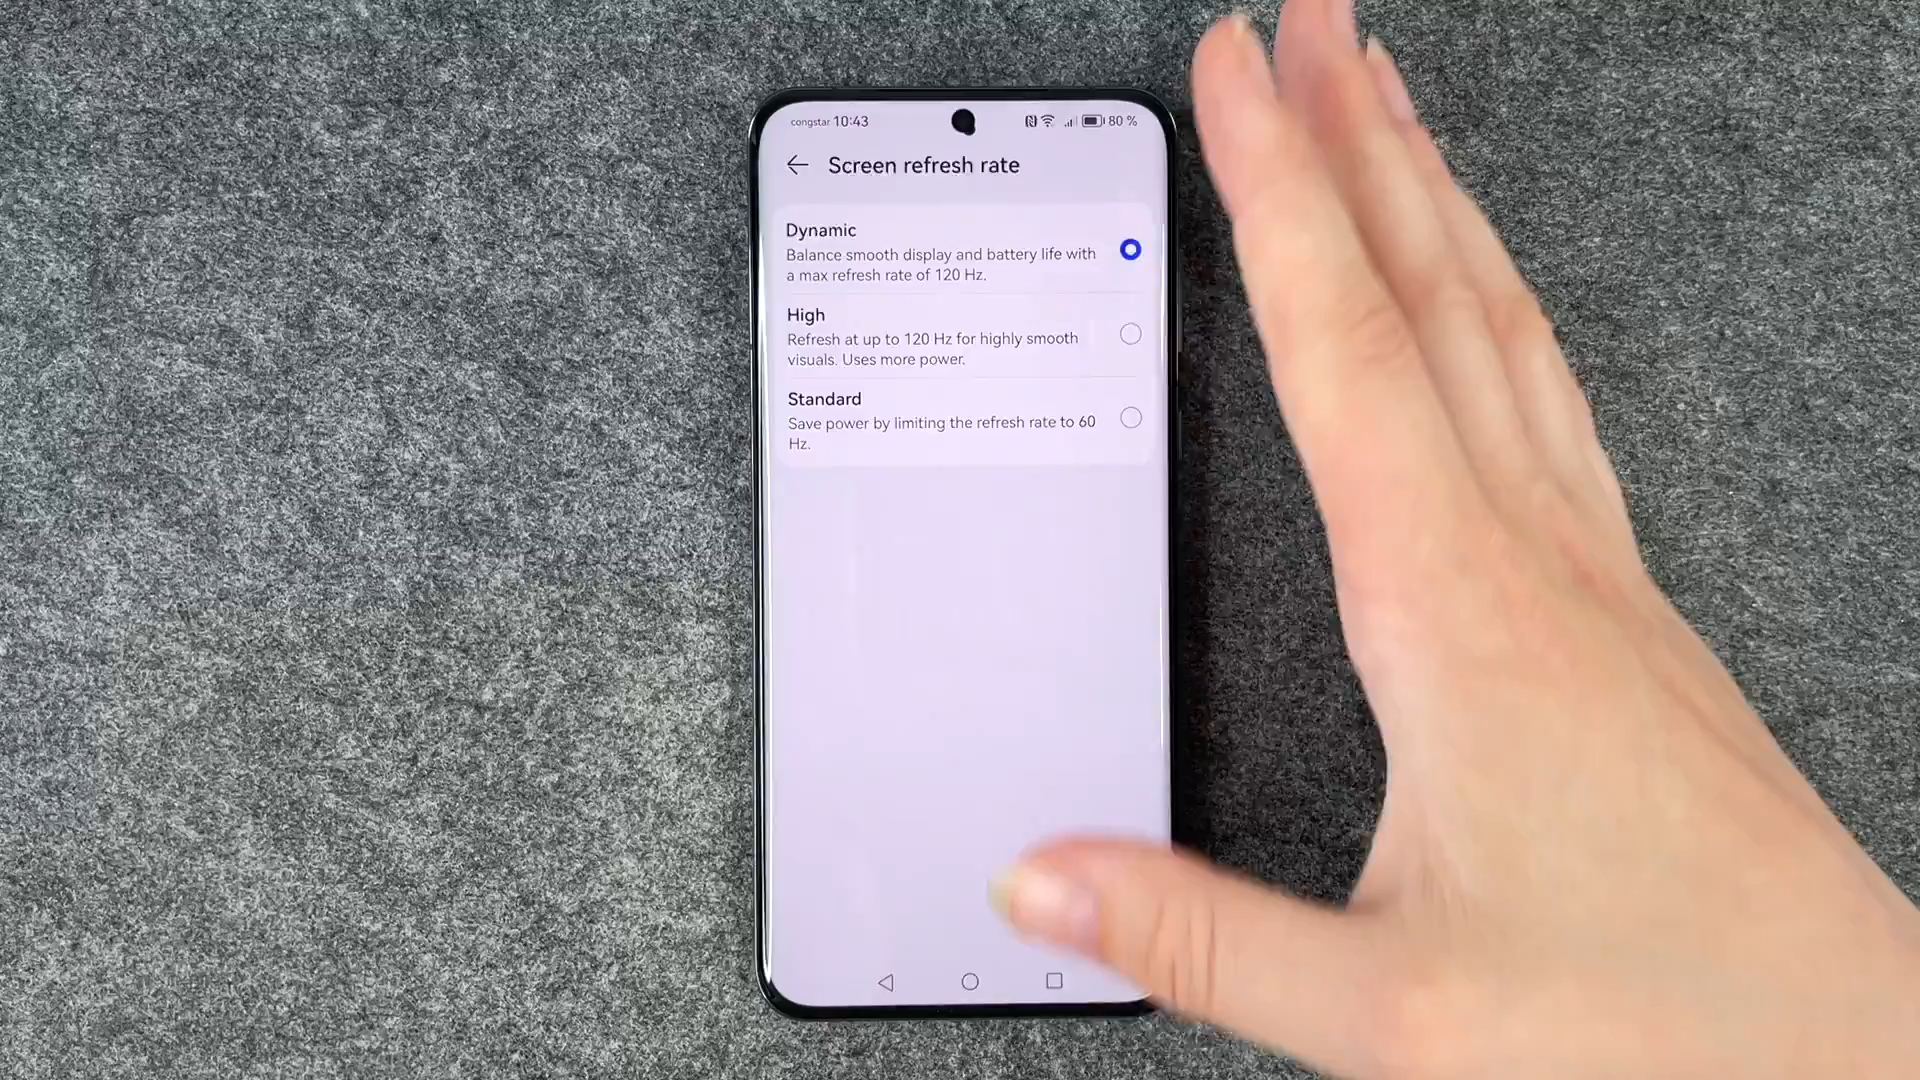 congstar 10:43
80 %
Screen refresh rate
Dynamic
Balance smooth display and battery life with
a max refresh rate of 120 Hz.
High
Refresh at up to 120 Hz for highly smooth
visuals. Uses more power.
Standard
Save power by limiting the refresh rate to 60
Hz.